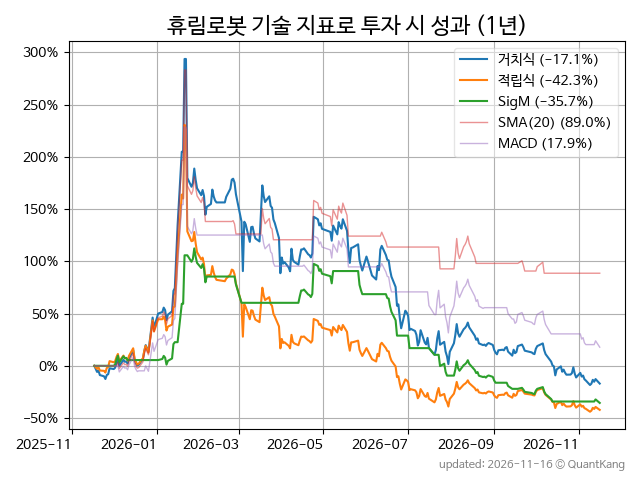 휴림로봇 기술 지표로 투자 시 성과 (1년)
거치식 (-17.1%)
적립식 (-42.3%)
SigM (-35.7%)
SMA(20) (89.0%)
MACD (17.9%)
300%
250%
200%
150%
100%
50%
0%
-50%
2025-11 2026-01 2026-03 2026-05 2026-07 2026-09 2026-11
updated: 2026-11-16 © QuantKang